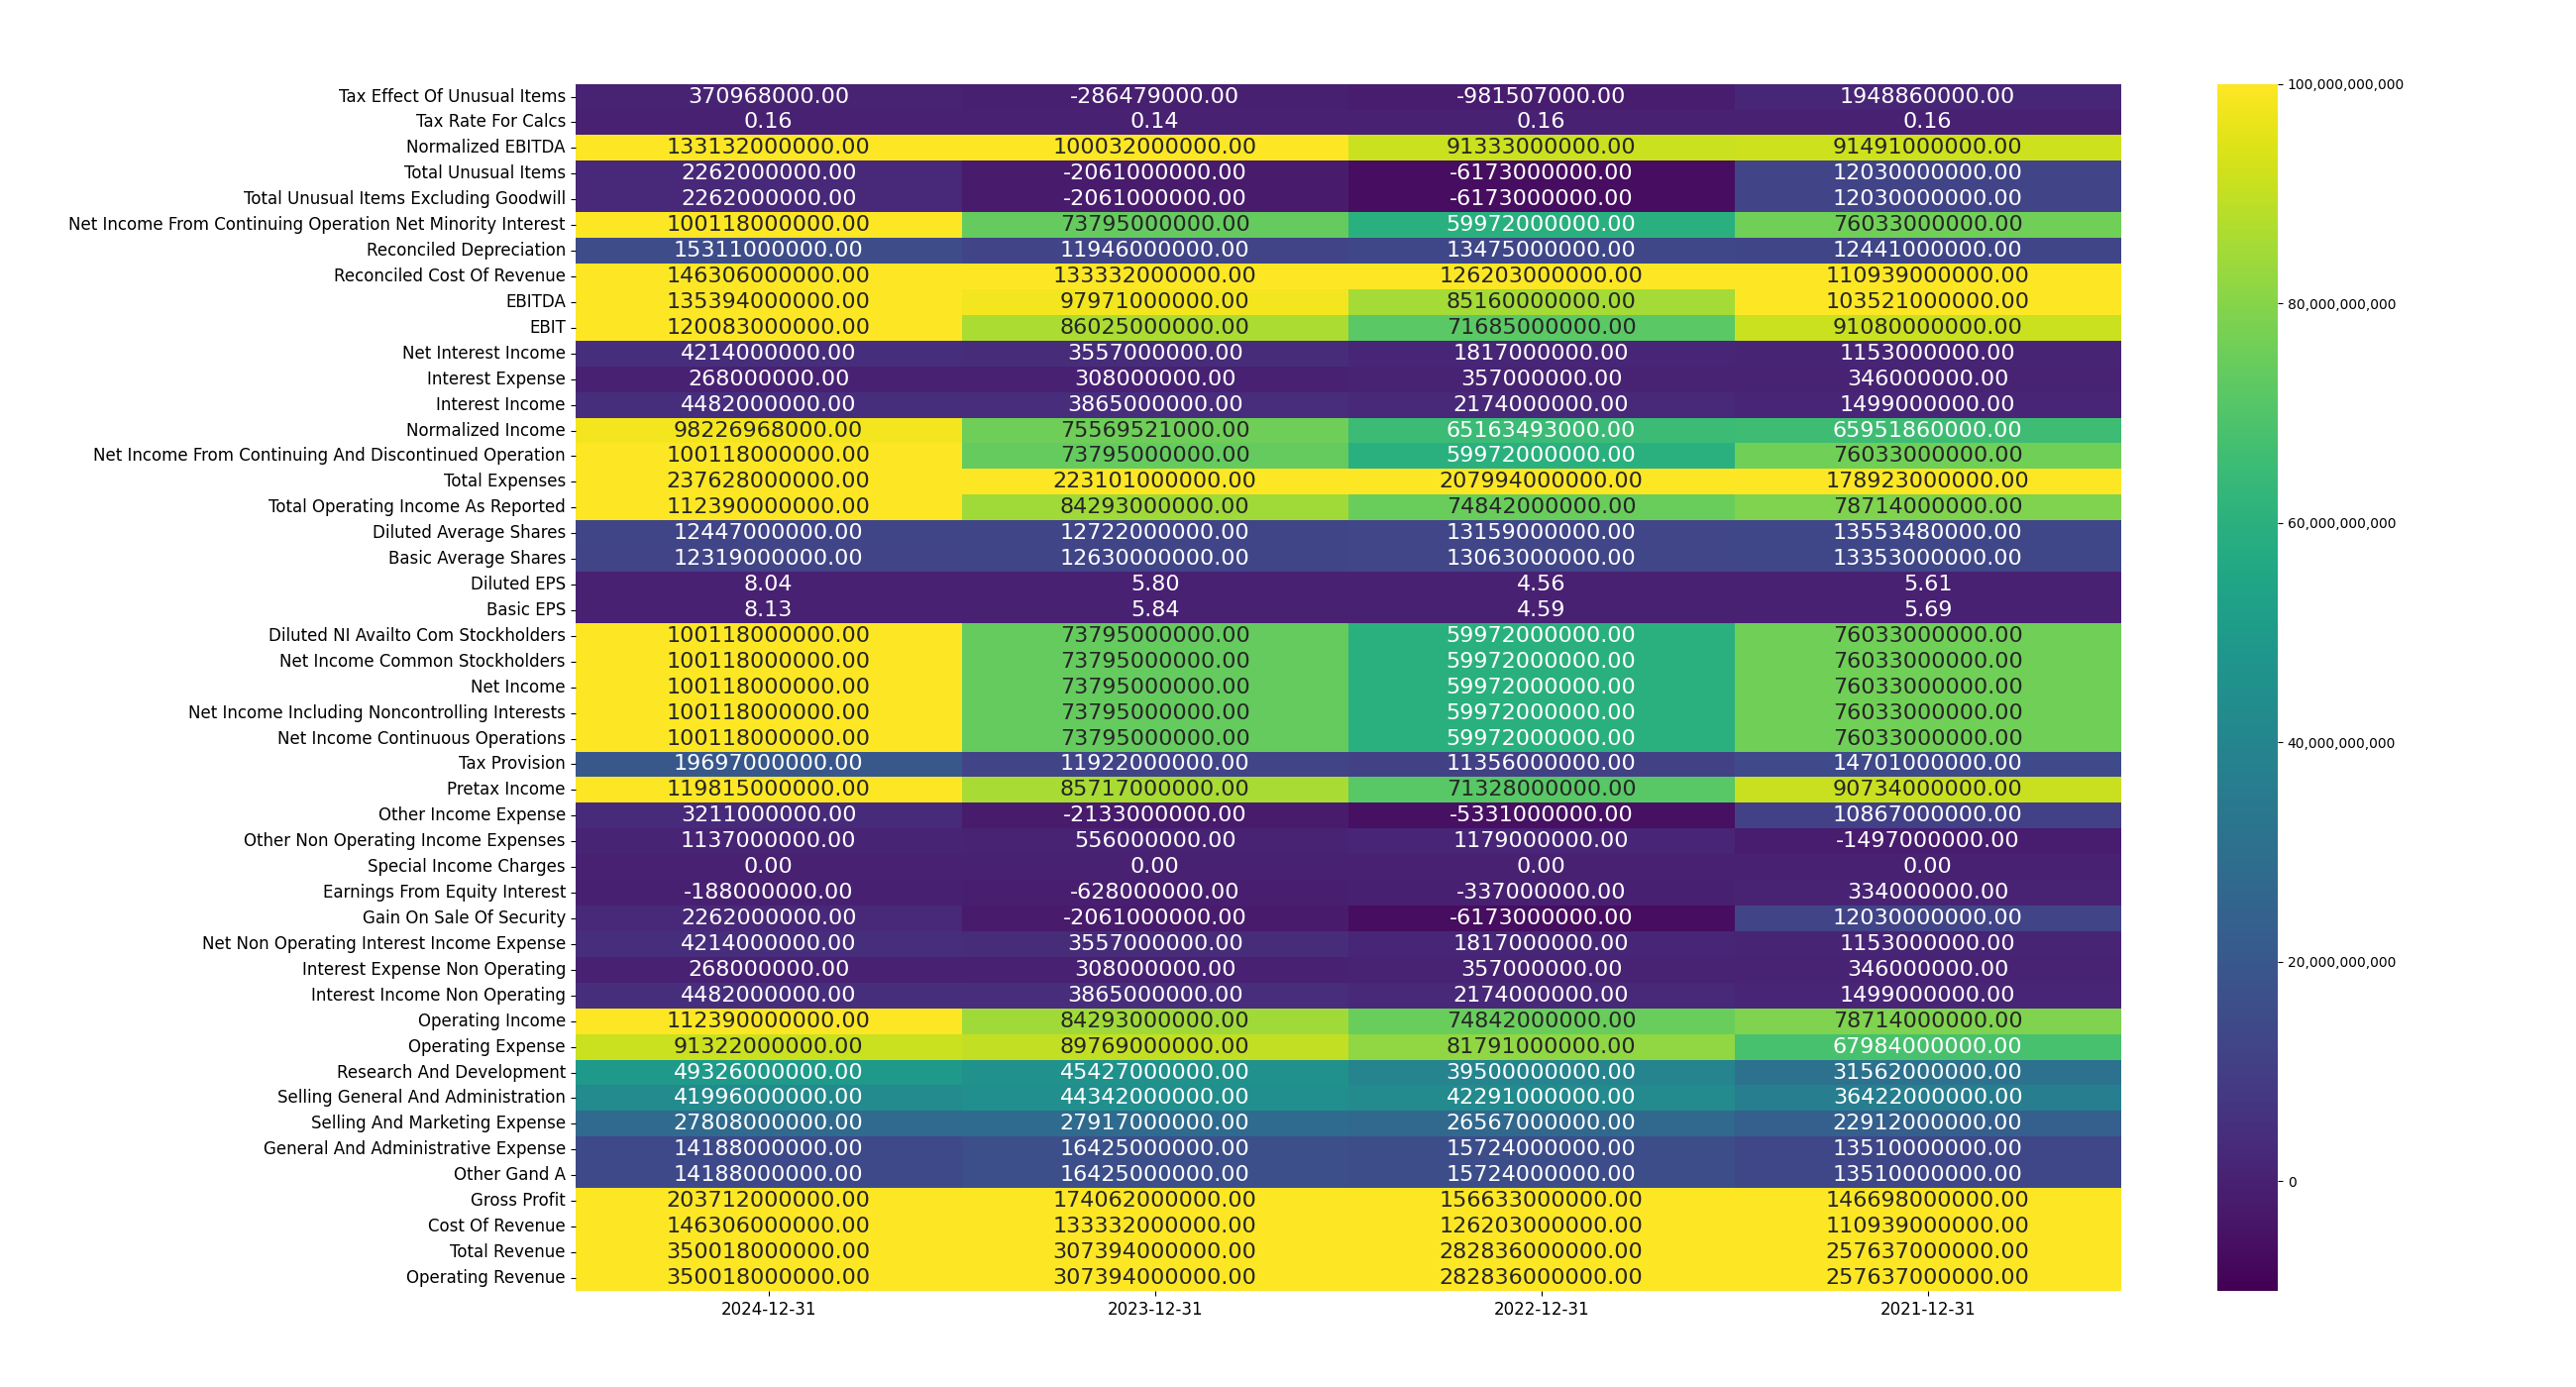 Tax Effect Of Unusual Items 370968000.00 -286479000.00 -981507000.00 1948860000.00
Tax Rate For Calcs 0.16 0.14 0.16 0.16
Normalized EBITDA 133132000000.00 100032000000.00 91333000000.00 91491000000.00
Total Unusual Items 2262000000.00 -2061000000.00 -6173000000.00 12030000000.00
Total Unusual Items Excluding Goodwill 2262000000.00 -2061000000.00 -6173000000.00 12030000000.00
Net Income From Continuing Operation Net Minority Interest 100118000000.00 73795000000.00 59972000000.00 76033000000.00
Reconciled Depreciation 15311000000.00 11946000000.00 13475000000.00 12441000000.00
Reconciled Cost Of Revenue 146306000000.00 133332000000.00 126203000000.00 110939000000.00
EBITDA 135394000000.00 97971000000.00 85160000000.00 103521000000.00
EBIT 120083000000.00 86025000000.00 71685000000.00 91080000000.00
Net Interest Income 4214000000.00 3557000000.00 1817000000.00 1153000000.00
Interest Expense 268000000.00 308000000.00 357000000.00 346000000.00
Interest Income 4482000000.00 3865000000.00 2174000000.00 1499000000.00
Normalized Income 98226968000.00 75569521000.00 65163493000.00 65951860000.00
Net Income From Continuing And Discontinued Operation 100118000000.00 73795000000.00 59972000000.00 76033000000.00
Total Expenses 237628000000.00 223101000000.00 207994000000.00 178923000000.00
Total Operating Income As Reported 112390000000.00 84293000000.00 74842000000.00 78714000000.00
Diluted Average Shares 12447000000.00 12722000000.00 13159000000.00 13553480000.00
Basic Average Shares 12319000000.00 12630000000.00 13063000000.00 13353000000.00
Diluted EPS 8.04 5.80 4.56 5.61
Basic EPS 8.13 5.84 4.59 5.69
Diluted NI Availto Com Stockholders 100118000000.00 73795000000.00 59972000000.00 76033000000.00
Net Income Common Stockholders 100118000000.00 73795000000.00 59972000000.00 76033000000.00
Net Income 100118000000.00 73795000000.00 59972000000.00 76033000000.00
Net Income Including Noncontrolling Interests 100118000000.00 73795000000.00 59972000000.00 76033000000.00
Net Income Continuous Operations 100118000000.00 73795000000.00 59972000000.00 76033000000.00
Tax Provision 19697000000.00 11922000000.00 11356000000.00 14701000000.00
Pretax Income 119815000000.00 85717000000.00 71328000000.00 90734000000.00
Other Income Expense 3211000000.00 -2133000000.00 -5331000000.00 10867000000.00
Other Non Operating Income Expenses 1137000000.00 556000000.00 1179000000.00 -1497000000.00
Special Income Charges 0.00 0.00 0.00 0.00
Earnings From Equity Interest -188000000.00 -628000000.00 -337000000.00 334000000.00
Gain On Sale Of Security 2262000000.00 -2061000000.00 -6173000000.00 12030000000.00
Net Non Operating Interest Income Expense 4214000000.00 3557000000.00 1817000000.00 1153000000.00
Interest Expense Non Operating 268000000.00 308000000.00 357000000.00 346000000.00
Interest Income Non Operating 4482000000.00 3865000000.00 2174000000.00 1499000000.00
Operating Income 112390000000.00 84293000000.00 74842000000.00 78714000000.00
Operating Expense 91322000000.00 89769000000.00 81791000000.00 67984000000.00
Research And Development 49326000000.00 45427000000.00 39500000000.00 31562000000.00
Selling General And Administration 41996000000.00 44342000000.00 42291000000.00 36422000000.00
Selling And Marketing Expense 27808000000.00 27917000000.00 26567000000.00 22912000000.00
General And Administrative Expense 14188000000.00 16425000000.00 15724000000.00 13510000000.00
Other Gand A 14188000000.00 16425000000.00 15724000000.00 13510000000.00
Gross Profit 203712000000.00 174062000000.00 156633000000.00 146698000000.00
Cost Of Revenue 146306000000.00 133332000000.00 126203000000.00 110939000000.00
Total Revenue 350018000000.00 307394000000.00 282836000000.00 257637000000.00
Operating Revenue 350018000000.00 307394000000.00 282836000000.00 257637000000.00
2024-12-31 2023-12-31 2022-12-31 2021-12-31
100,000,000,000
80,000,000,000
60,000,000,000
40,000,000,000
20,000,000,000
0